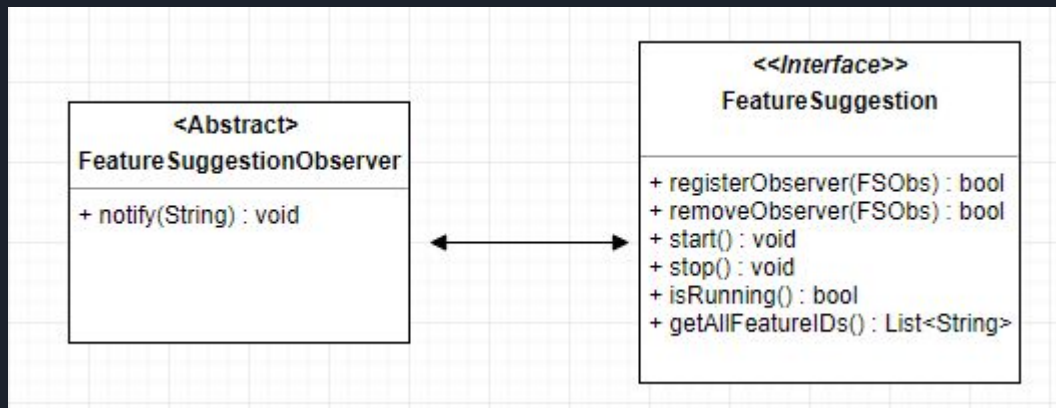 <Abstract>
FeatureSuggestionObserver
+ notify(String) : void
<<Interface>>
FeatureSuggestion
+ registerObserver(FSObs) : bool
+ removeObserver(FSObs) : bool
+ start() : void
+ stop() : void
+ isRunning() : bool
+ getAllFeatureIDs() : List<String>